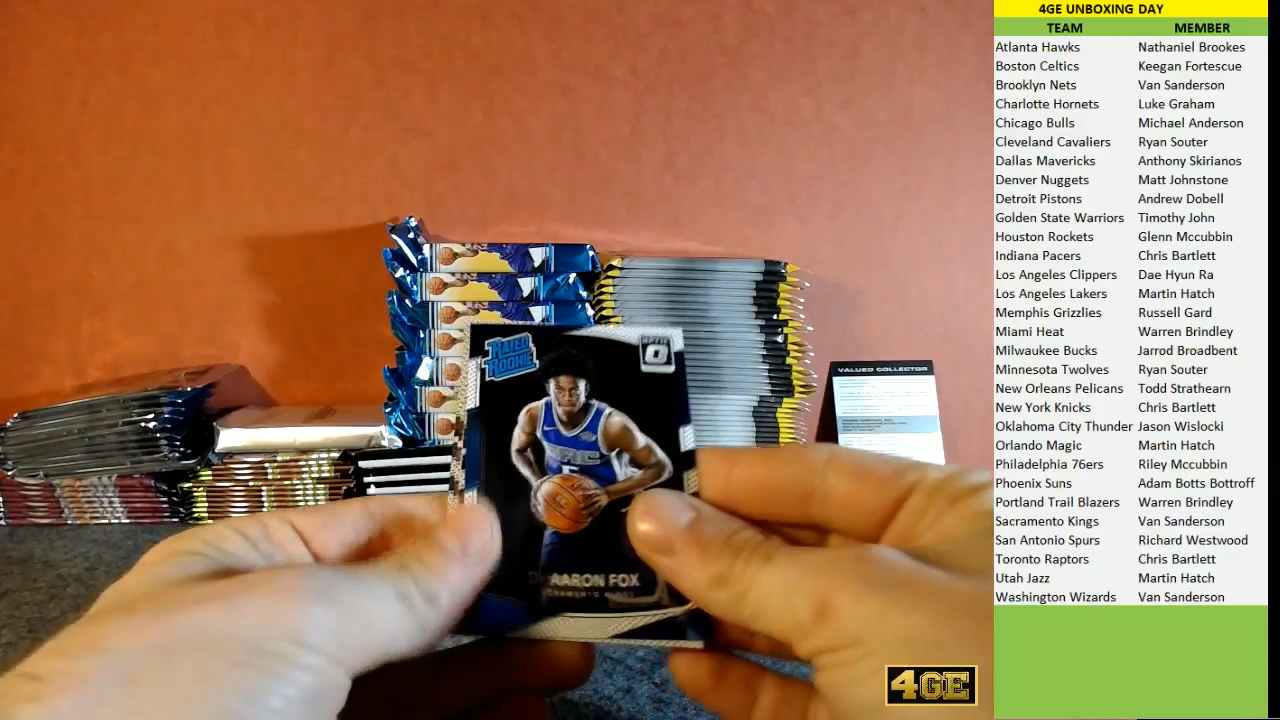 4GE UNBOXING DAY
TEAM MEMBER
Atlanta Hawks Nathaniel Brookes
Boston Celtics Keegan Fortescue
Brooklyn Nets Van Sanderson
Charlotte Hornets Luke Graham
Chicago Bulls Michael Anderson
Cleveland Cavaliers Ryan Souter
Dallas Mavericks Anthony Skirianos
Denver Nuggets Matt Johnstone
Detroit Pistons Andrew Dobell
Golden State Warriors Timothy John
Houston Rockets Glenn Mccubbin
Indiana Pacers Chris Bartlett
Los Angeles Clippers Dae Hyun Ra
Los Angeles Lakers Martin Hatch
Memphis Grizzlies Russell Gard
Miami Heat Warren Brindley
Milwaukee Bucks Jarrod Broadbent
Minnesota Twolves Ryan Souter
New Orleans Pelicans Todd Strathearn
New York Knicks Chris Bartlett
Oklahoma City Thunder Jason Wislocki
Orlando Magic Martin Hatch
Philadelphia 76ers Riley Mccubbin
Phoenix Suns Adam Botts Bottroff
Portland Trail Blazers Warren Brindley
Sacramento Kings Van Sanderson
San Antonio Spurs Richard Westwood
Toronto Raptors Chris Bartlett
Utah Jazz Martin Hatch
Washington Wizards Van Sanderson
RATED
ROOKIE
OPTIC
SAC
5
AARON FOX
SACRAMENTO KINGS
VALUED COLLECTOR
4GE